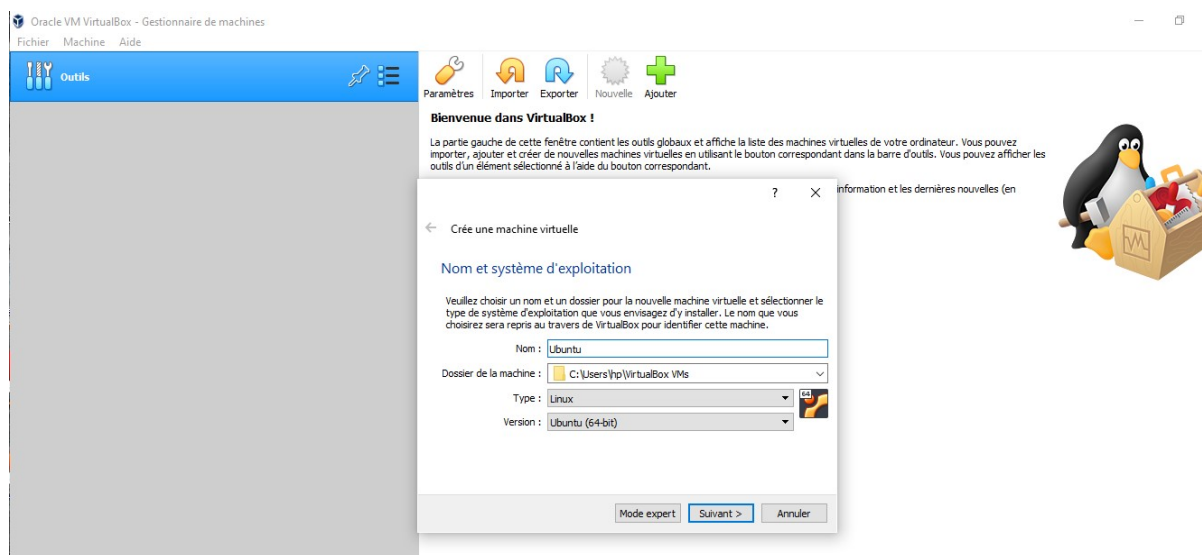 Oracle VM VirtualBox - Gestionnaire de machines
Fichier Machine Aide
Outils
Paramètres Importer Exporter Nouvelle Ajouter
Bienvenue dans VirtualBox !
La partie gauche de cette fenêtre contient les outils globaux et affiche la liste des machines virtuelles de votre ordinateur. Vous pouvez
importer, ajouter et créer de nouvelles machines virtuelles en utilisant le bouton correspondant dans la barre d'outils. Vous pouvez afficher les
outils d'un élément sélectionné à l'aide du bouton correspondant.
information et les dernières nouvelles (en
?
Crée une machine virtuelle
Nom et système d'exploitation
Veuillez choisir un nom et un dossier pour la nouvelle machine virtuelle et sélectionner le
type de système d'exploitation que vous envisagez d'y installer. Le nom que vous
choisirez sera repris au travers de VirtualBox pour identifier cette machine.
Nom : Ubuntu
Dossier de la machine : C:\Users\hp\VirtualBox VMs
Type : Linux
64
Version : Ubuntu (64-bit)
Mode expert Suivant > Annuler